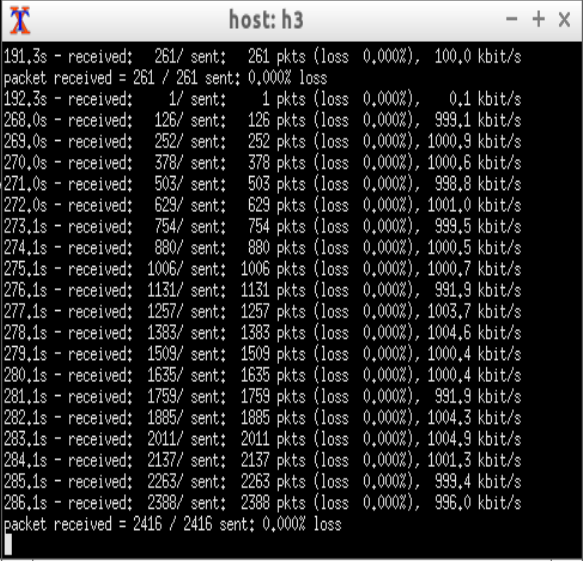 host: h3
191.3s - received:   261/ sent:   261 pkts (loss  0.000%),  100.0 kbit/s
packet received = 261 / 261 sent: 0.000% loss
192.3s - received:     1/ sent:     1 pkts (loss  0.000%),    0.1 kbit/s
268.0s - received:   126/ sent:   126 pkts (loss  0.000%),  999.1 kbit/s
269.0s - received:   252/ sent:   252 pkts (loss  0.000%), 1000.9 kbit/s
270.0s - received:   378/ sent:   378 pkts (loss  0.000%), 1000.6 kbit/s
271.0s - received:   503/ sent:   503 pkts (loss  0.000%),  998.8 kbit/s
272.0s - received:   629/ sent:   629 pkts (loss  0.000%), 1001.0 kbit/s
273.1s - received:   754/ sent:   754 pkts (loss  0.000%),  999.5 kbit/s
274.1s - received:   880/ sent:   880 pkts (loss  0.000%), 1000.5 kbit/s
275.1s - received:  1006/ sent:  1006 pkts (loss  0.000%), 1000.7 kbit/s
276.1s - received:  1131/ sent:  1131 pkts (loss  0.000%),  991.9 kbit/s
277.1s - received:  1257/ sent:  1257 pkts (loss  0.000%), 1003.7 kbit/s
278.1s - received:  1383/ sent:  1383 pkts (loss  0.000%), 1004.6 kbit/s
279.1s - received:  1509/ sent:  1509 pkts (loss  0.000%), 1000.4 kbit/s
280.1s - received:  1635/ sent:  1635 pkts (loss  0.000%), 1000.4 kbit/s
281.1s - received:  1759/ sent:  1759 pkts (loss  0.000%),  991.9 kbit/s
282.1s - received:  1885/ sent:  1885 pkts (loss  0.000%), 1004.3 kbit/s
283.1s - received:  2011/ sent:  2011 pkts (loss  0.000%), 1004.9 kbit/s
284.1s - received:  2137/ sent:  2137 pkts (loss  0.000%), 1001.3 kbit/s
285.1s - received:  2263/ sent:  2263 pkts (loss  0.000%),  999.4 kbit/s
286.1s - received:  2388/ sent:  2388 pkts (loss  0.000%),  996.0 kbit/s
packet received = 2416 / 2416 sent: 0.000% loss